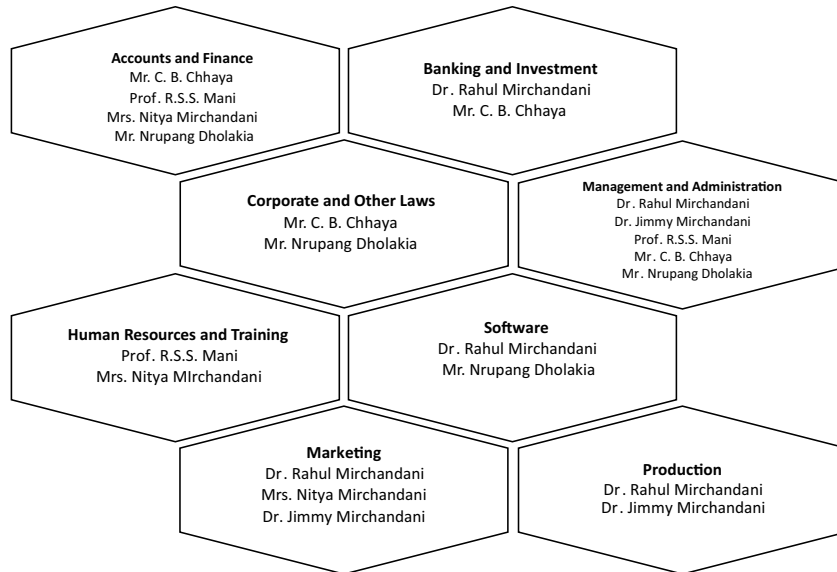 Accounts and Finance
Mr. C. B. Chhaya
Prof. R.S.S. Mani
Mrs. Nitya Mirchandani
Mr. Nrupang Dholakia
Banking and Investment
Dr. Rahul Mirchandani
Mr. C. B. Chhaya
Corporate and Other Laws
Mr. C. B. Chhaya
Mr. Nrupang Dholakia
Management and Administration
Dr. Rahul Mirchandani
Dr. Jimmy Mirchandani
Prof. R.S.S. Mani
Mr. C. B. Chhaya
Mr. Nrupang Dholakia
Human Resources and Training
Prof. R.S.S. Mani
Mrs. Nitya MIrchandani
Software
Dr. Rahul Mirchandani
Mr. Nrupang Dholakia
Marketing
Dr. Rahul Mirchandani
Mrs. Nitya Mirchandani
Dr. Jimmy Mirchandani
Production
Dr. Rahul Mirchandani
Dr. Jimmy Mirchandani